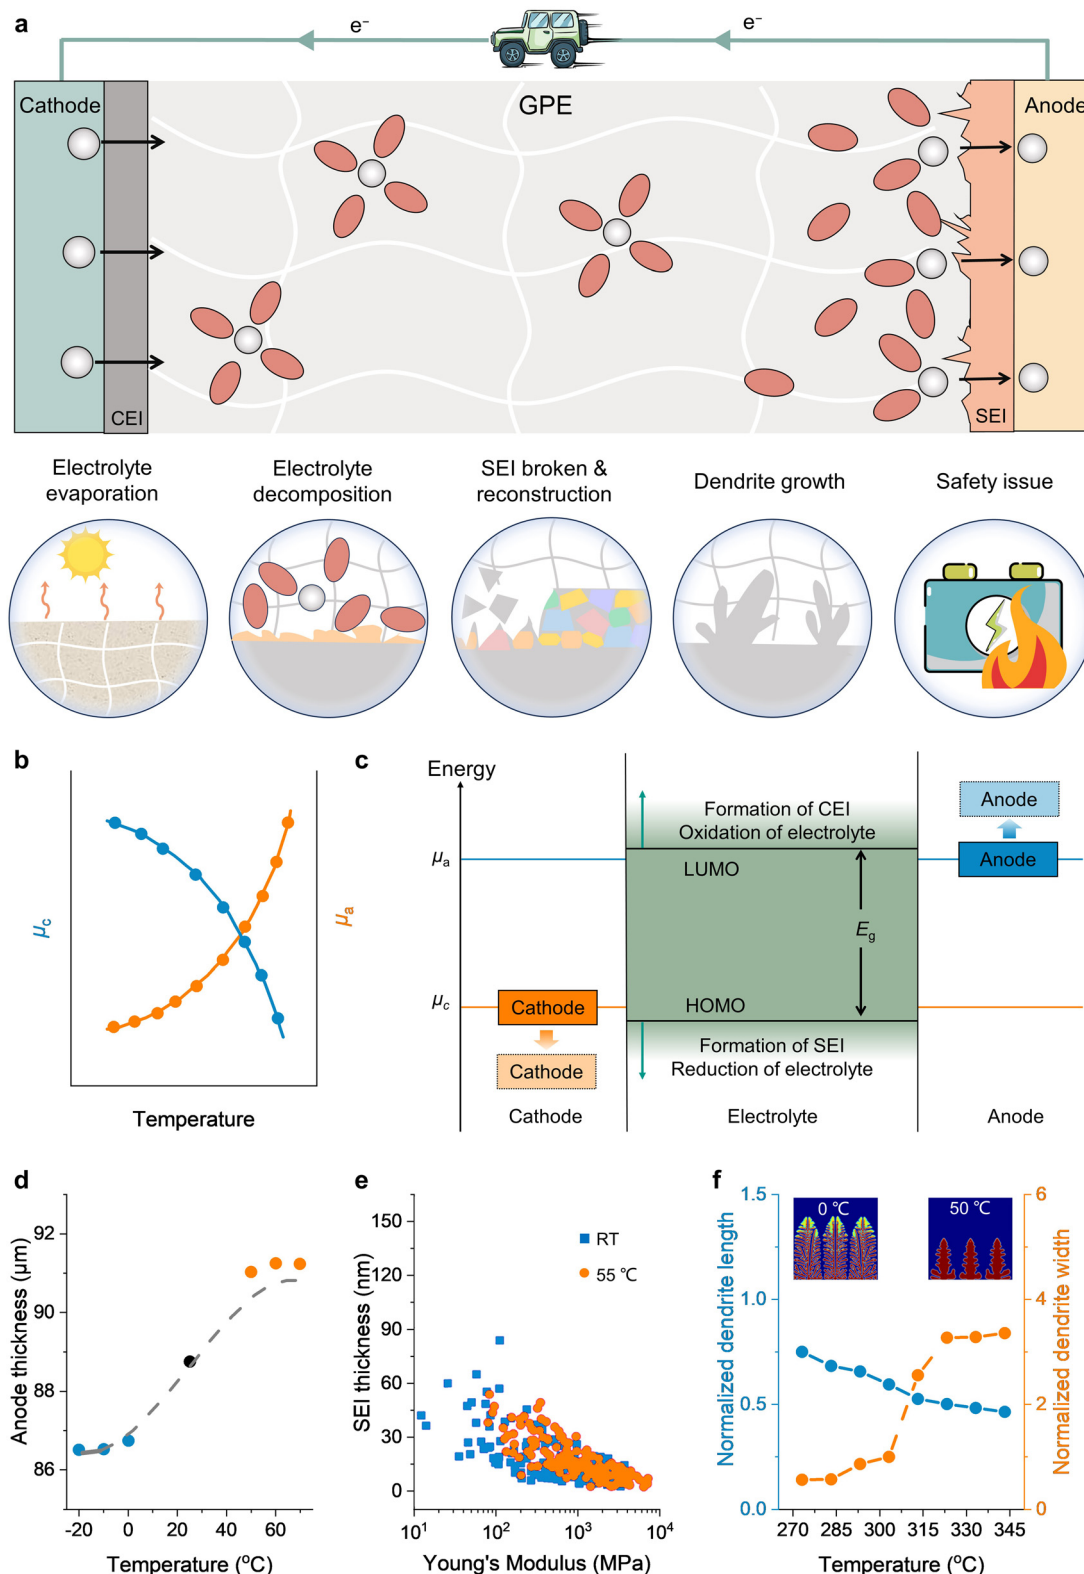 a
e⁻
e⁻
Cathode
GPE
Anode
CEI
SEI
Electrolyte
evaporation
Electrolyte
decomposition
SEI broken &
reconstruction
Dendrite growth
Safety issue
b
μc
μa
Temperature
c
Energy
Formation of CEI
Oxidation of electrolyte
Anode
μa
LUMO
Anode
Eg
μc
Cathode
HOMO
Cathode
Formation of SEI
Reduction of electrolyte
Cathode
Electrolyte
Anode
d
Anode thickness (μm)
92
90
88
86
-20
0
20
40
60
Temperature (°C)
e
SEI thickness (nm)
150
120
90
60
30
0
RT
55 ℃
10¹
10²
10³
10⁴
Young's Modulus (MPa)
f
Normalized dendrite length
1.5
1.0
0.5
0.0
0 ℃
50 ℃
6
4
2
0
Normalized dendrite width
270
285
300
315
330
345
Temperature (°C)